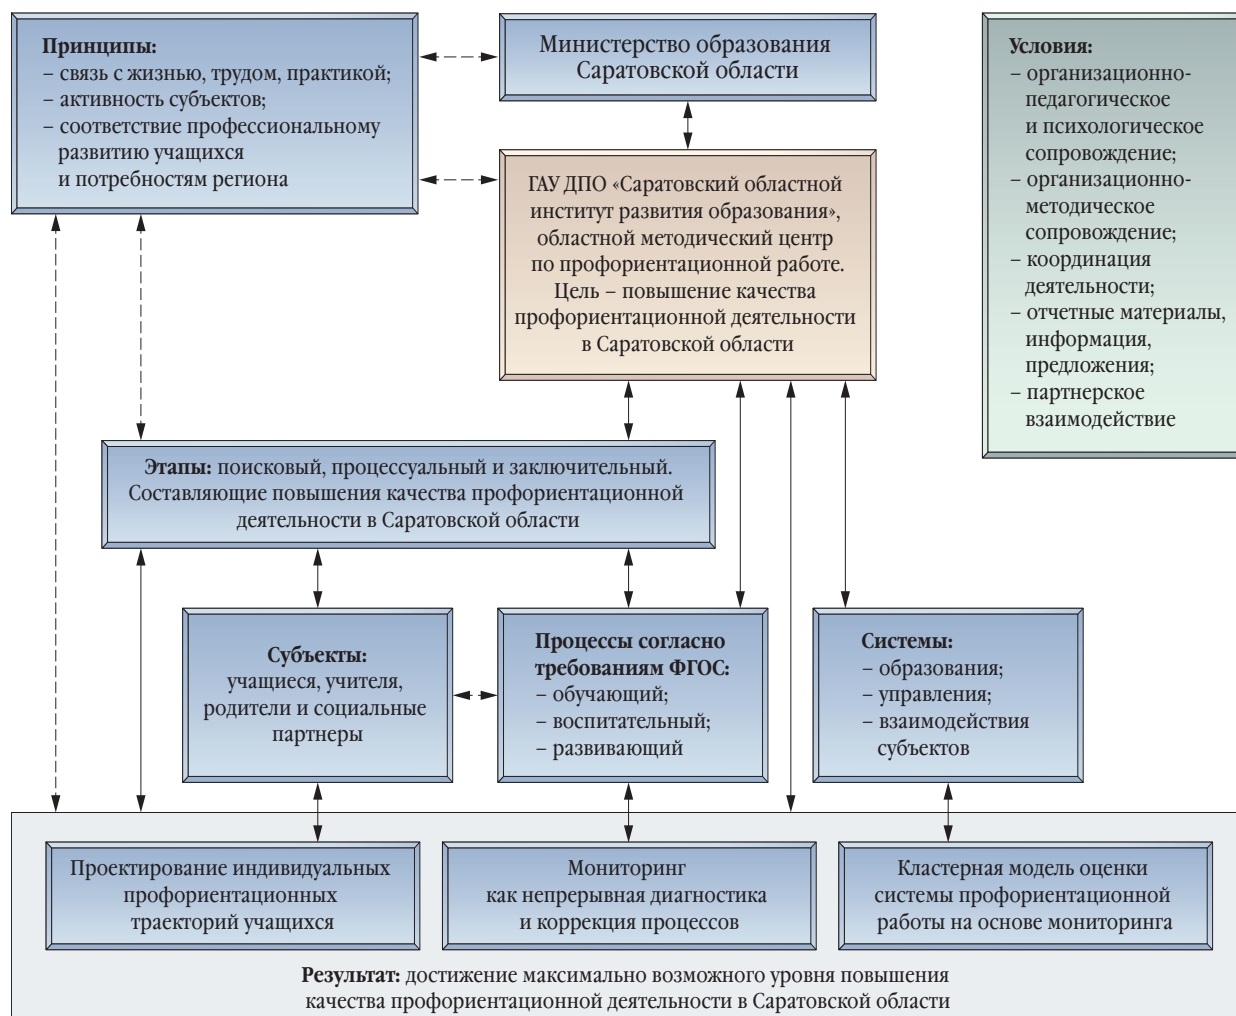 Принципы:
– связь с жизнью, трудом, практикой;
– активность субъектов;
– соответствие профессиональному
развитию учащихся
и потребностям региона
Министерство образования
Саратовской области
Условия:
– организационно-
педагогическое
и психологическое
сопровождение;
– организационно-
методическое
сопровождение;
– координация
деятельности;
– отчетные материалы,
информация,
предложения;
– партнерское
взаимодействие
ГАУ ДПО «Саратовский областной
институт развития образования»,
областной методический центр
по профориентационной работе.
Цель – повышение качества
профориентационной деятельности
в Саратовской области
Этапы: поисковый, процессуальный и заключительный.
Составляющие повышения качества профориентационной
деятельности в Саратовской области
Субъекты:
учащиеся, учителя,
родители и социальные
партнеры
Процессы согласно
требованиям ФГОС:
– обучающий;
– воспитательный;
– развивающий
Системы:
– образования;
– управления;
– взаимодействия
субъектов
Проектирование индивидуальных
профориентационных
траекторий учащихся
Мониторинг
как непрерывная диагностика
и коррекция процессов
Кластерная модель оценки
системы профориентационной
работы на основе мониторинга
Результат: достижение максимально возможного уровня повышения
качества профориентационной деятельности в Саратовской области